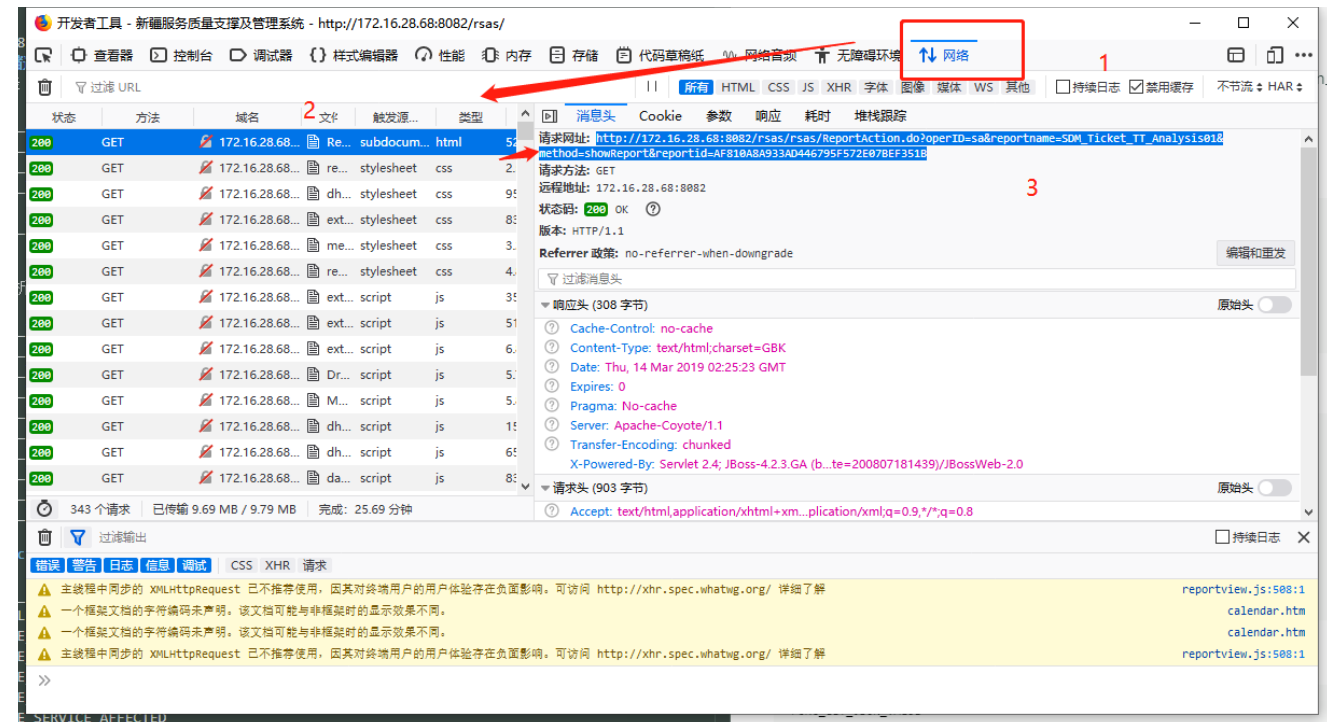 开发者工具 - 新疆服务质量支撑及管理系统 - http://172.16.28.68:8082/rsas/
查看器 控制台 调试器 样式编辑器 性能 内存 存储 代码草稿纸 网络音频 无障碍环境 网络
1
过滤 URL 所有 HTML CSS JS XHR 字体 图像 媒体 WS 其他 持续日志 禁用缓存 不节流 HAR
2
状态 方法 域名 文件 触发源... 类型
200 GET 172.16.28.68... Re... subdocum... html 52
200 GET 172.16.28.68... re... stylesheet css 2.
200 GET 172.16.28.68... dh... stylesheet css 95
200 GET 172.16.28.68... ext... stylesheet css 83
200 GET 172.16.28.68... me... stylesheet css 3.
200 GET 172.16.28.68... re... stylesheet css 4.
200 GET 172.16.28.68... ext... script js 35
200 GET 172.16.28.68... ext... script js 51
200 GET 172.16.28.68... ext... script js 6.
200 GET 172.16.28.68... Dr... script js 5.
200 GET 172.16.28.68... M... script js 5.
200 GET 172.16.28.68... dh... script js 15
200 GET 172.16.28.68... dh... script js 65
200 GET 172.16.28.68... da... script js 83
343 个请求 已传输 9.69 MB / 9.79 MB 完成: 25.69 分钟
消息头 Cookie 参数 响应 耗时 堆栈跟踪
请求网址: http://172.16.28.68:8082/rsas/rsas/ReportAction.do?operID=sa&reportname=SDM_Ticket_TT_Analysis01&
method=showReport&reportid=AF810A8A933AD446795F572E07BEF351B
请求方法: GET
远程地址: 172.16.28.68:8082
3
状态码: 200 OK
版本: HTTP/1.1
Referrer 政策: no-referrer-when-downgrade
编辑和重发
过滤消息头
响应头 (308 字节) 原始头
Cache-Control: no-cache
Content-Type: text/html;charset=GBK
Date: Thu, 14 Mar 2019 02:25:23 GMT
Expires: 0
Pragma: No-cache
Server: Apache-Coyote/1.1
Transfer-Encoding: chunked
X-Powered-By: Servlet 2.4; JBoss-4.2.3.GA (b...te=200807181439)/JBossWeb-2.0
请求头 (903 字节) 原始头
Accept: text/html,application/xhtml+xm...plication/xml;q=0.9,*/*;q=0.8
过滤输出 持续日志
错误 警告 日志 信息 调试 CSS XHR 请求
主线程中同步的 XMLHttpRequest 已不推荐使用，因其对终端用户的用户体验存在负面影响。可访问 http://xhr.spec.whatwg.org/ 详细了解 reportview.js:508:1
一个框架文档的字符编码未声明。该文档可能与非框架时的显示效果不同。 calendar.htm
一个框架文档的字符编码未声明。该文档可能与非框架时的显示效果不同。 calendar.htm
主线程中同步的 XMLHttpRequest 已不推荐使用，因其对终端用户的用户体验存在负面影响。可访问 http://xhr.spec.whatwg.org/ 详细了解 reportview.js:508:1
SERVICE AFFECTED